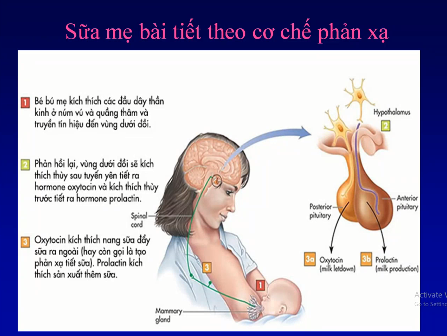 Sữa mẹ bài tiết theo cơ chế phản xạ
1 Bé bú mẹ kích thích các đầu dây thần
kinh ở núm vú và quầng thâm và
truyền tín hiệu đến vùng dưới đồi.
2 Phản hồi lại, vùng dưới đồi sẽ kích
thích thùy sau tuyến yên tiết ra
hormone oxytocin và kích thích thùy
trước tiết ra hormone prolactin.
3 Oxytocin kích thích nang sữa đẩy
sữa ra ngoài (hay còn gọi là tạo
phản xạ tiết sữa). Prolactin kích
thích sản xuất thêm sữa.
Spinal
cord
3
1
Mammary
gland
Hypothalamus
2
Posterior
pituitary
Anterior
pituitary
3a Oxytocin
(milk letdown)
3b Prolactin
(milk production)
Activate